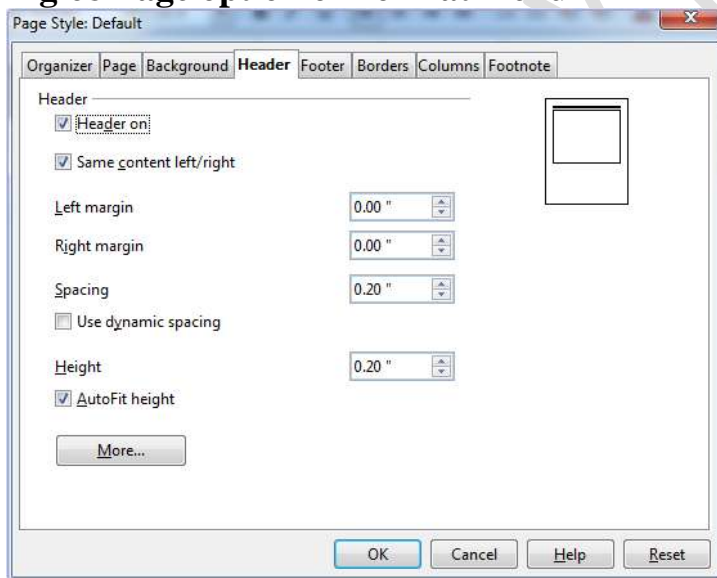 Page Style: Default
Organizer Page Background Header Footer Borders Columns Footnote
Header
Header on
Same content left/right
Left margin 0.00 "
Right margin 0.00 "
Spacing 0.20 "
Use dynamic spacing
Height 0.20 "
AutoFit height
More...
OK Cancel Help Reset